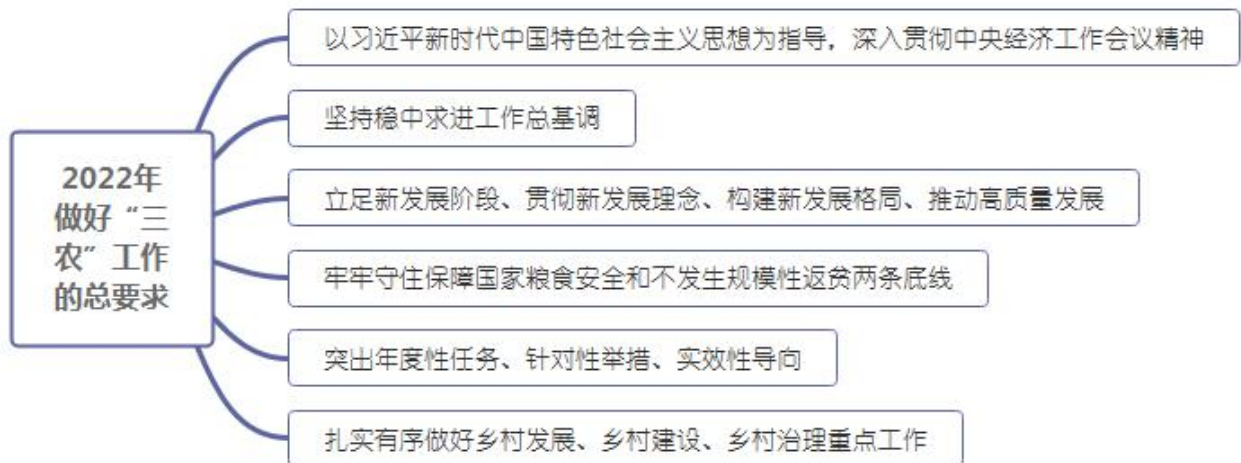 2022年
做好“三
农”工作
的总要求
以习近平新时代中国特色社会主义思想为指导，深入贯彻中央经济工作会议精神
坚持稳中求进工作总基调
立足新发展阶段、贯彻新发展理念、构建新发展格局、推动高质量发展
牢牢守住保障国家粮食安全和不发生规模性返贫两条底线
突出年度性任务、针对性举措、实效性导向
扎实有序做好乡村发展、乡村建设、乡村治理重点工作